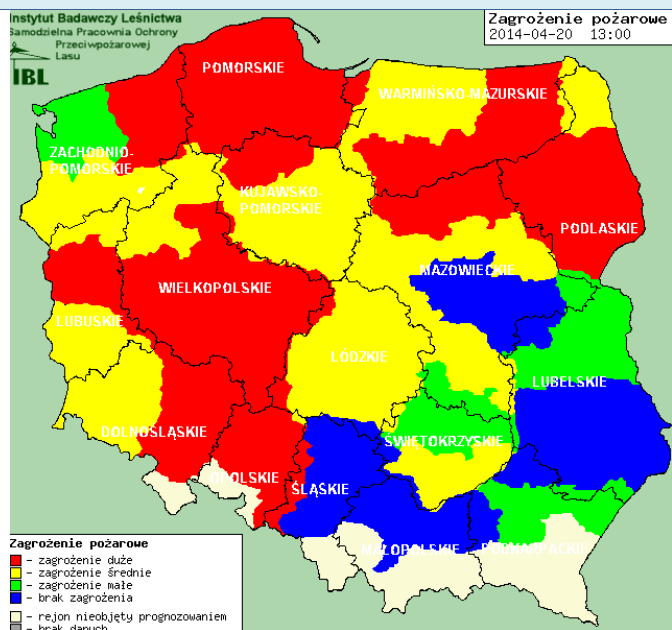 Instytut Badawczy Leśnictwa
Samodzielna Pracownia Ochrony
Przeciwpożarowej
Lasu
IBL
Zagrożenie pożarowe
2014-04-20 13:00
POMORSKIE
WARMIŃSKO-MAZURSKIE
ZACHODNIO-
POMORSKIE
KUJAWSKO-
POMORSKIE
PODLASKIE
MAZOWIECKIE
WIELKOPOLSKIE
LUBUSKIE
ŁÓDZKIE
LUBELSKIE
DOLNOŚLĄSKIE
ŚWIĘTOKRZYSKIE
OPOLSKIE
ŚLĄSKIE
MAŁOPOLSKIE
PODKARPACKIE
Zagrożenie pożarowe
- zagrożenie duże
- zagrożenie średnie
- zagrożenie małe
- brak zagrożenia
- rejon nieobjęty prognozowaniem
- brak danych